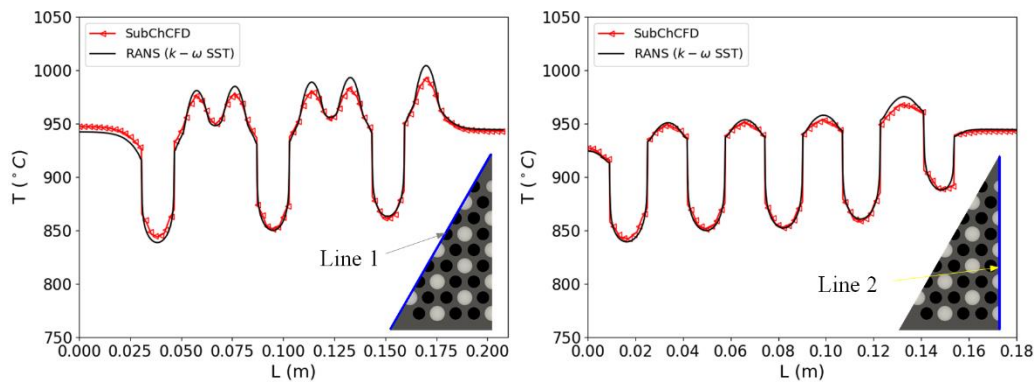 1050
1000
950
900
850
800
750
T (°C)
SubChCFD
RANS (k − ω SST)
Line 1
0.000 0.025 0.050 0.075 0.100 0.125 0.150 0.175 0.200
L (m)
1050
1000
950
900
850
800
750
T (°C)
SubChCFD
RANS (k − ω SST)
Line 2
0.00 0.02 0.04 0.06 0.08 0.10 0.12 0.14 0.16 0.18
L (m)